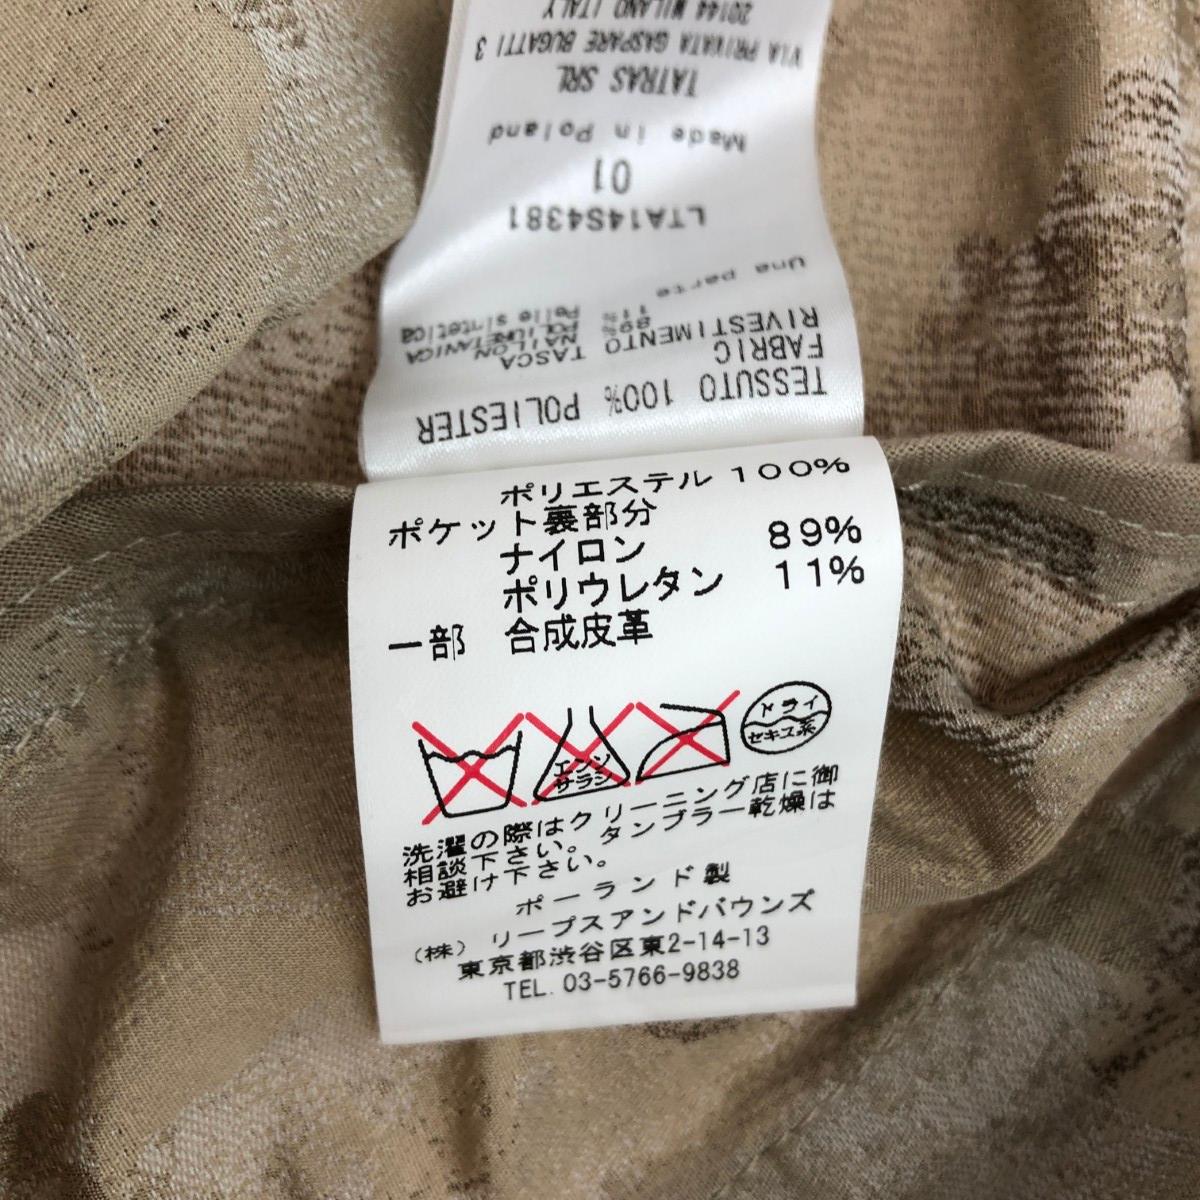 20144 MILANO ITALY
VIA PRIVATA GASPARE BUGATTI 3
TATRAS SRL
Made in Poland
01
LTA14S4381
Una parte
Pelle sintetica
11% POLIURETANICA
89% NAILON
RIVESTIMENTO TASCA
FABRIC
TESSUTO 100% POLIESTER
ポリエステル 100%
ポケット裏部分
ナイロン 89%
ポリウレタン 11%
一部 合成皮革
エンソ
サラシ
ドライ
セキユ系
洗濯の際はクリーニング店に御
相談下さい。タンブラー乾燥は
お避け下さい。
ポーランド製
(株) リープスアンドバウンズ
東京都渋谷区東2-14-13
TEL. 03-5766-9838